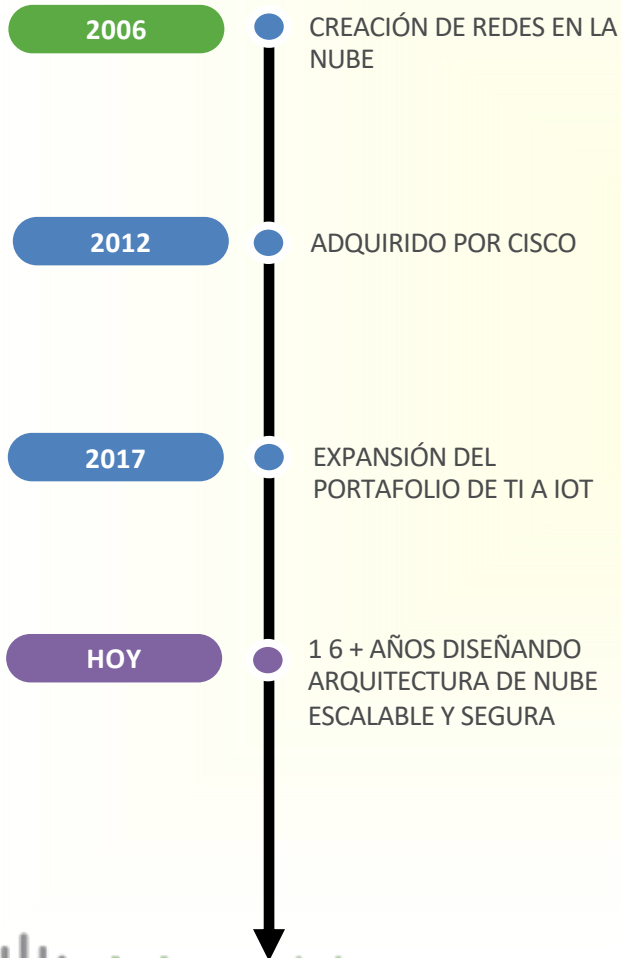 2006
CREACIÓN DE REDES EN LA
NUBE
2012
ADQUIRIDO POR CISCO
2017
EXPANSIÓN DEL
PORTAFOLIO DE TI A IOT
HOY
1 6 + AÑOS DISEÑANDO
ARQUITECTURA DE NUBE
ESCALABLE Y SEGURA